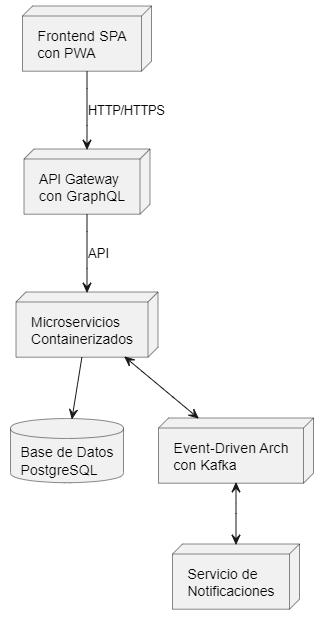 Frontend SPA
con PWA
HTTP/HTTPS
API Gateway
con GraphQL
API
Microservicios
Containerizados
Base de Datos
PostgreSQL
Event-Driven Arch
con Kafka
Servicio de
Notificaciones